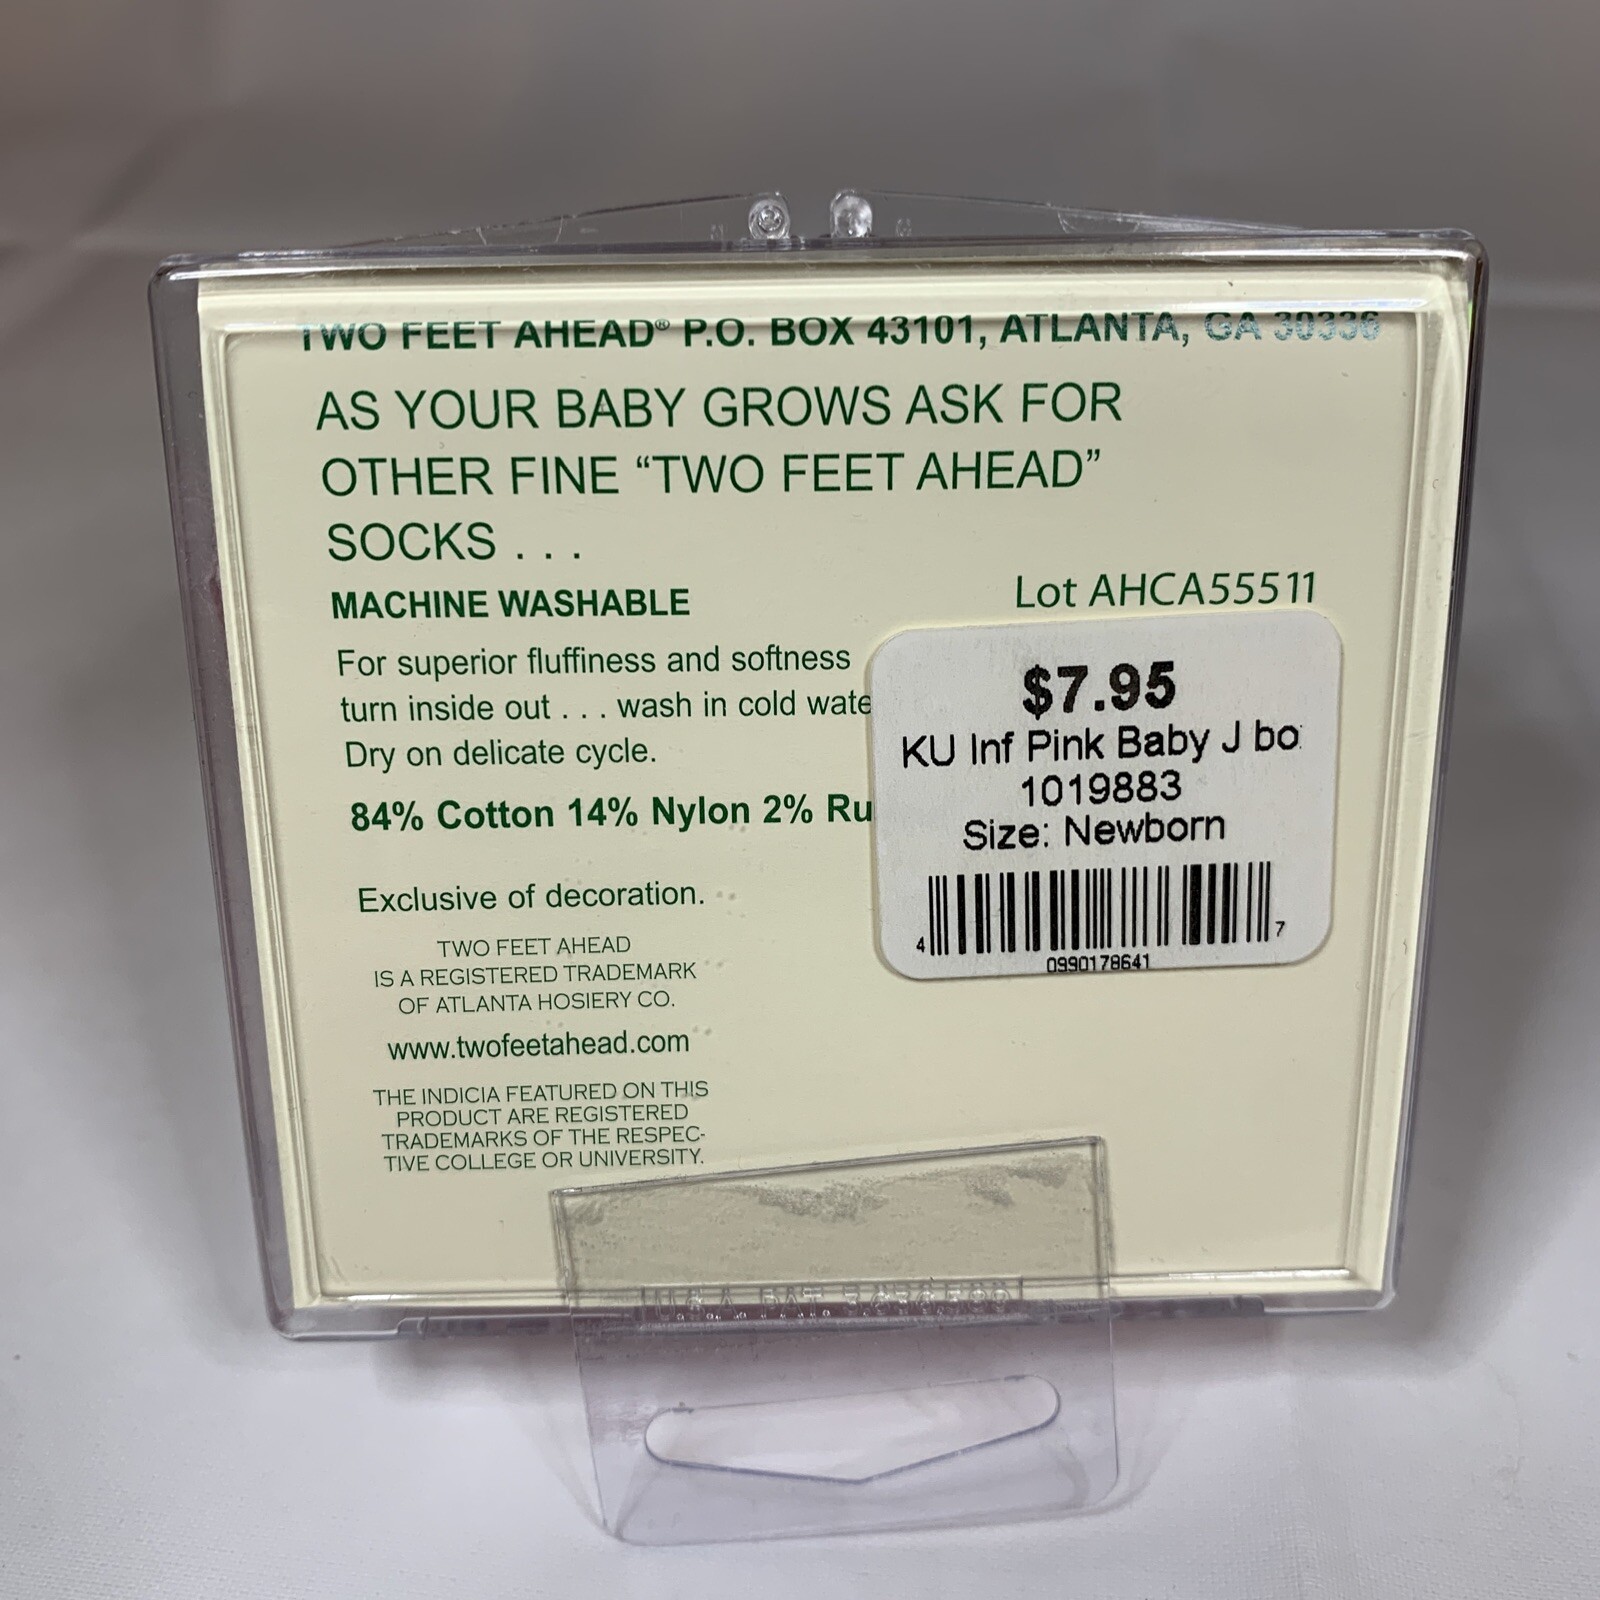 TWO FEET AHEAD® P.O. BOX 43101, ATLANTA, GA 30336
AS YOUR BABY GROWS ASK FOR
OTHER FINE “TWO FEET AHEAD”
SOCKS . . .
MACHINE WASHABLE
Lot AHCA55511
For superior fluffiness and softness
turn inside out . . . wash in cold wate
Dry on delicate cycle.
84% Cotton 14% Nylon 2% Ru
Exclusive of decoration.
TWO FEET AHEAD
IS A REGISTERED TRADEMARK
OF ATLANTA HOSIERY CO.
www.twofeetahead.com
THE INDICIA FEATURED ON THIS
PRODUCT ARE REGISTERED
TRADEMARKS OF THE RESPEC-
TIVE COLLEGE OR UNIVERSITY.
$7.95
KU Inf Pink Baby J bo
1019883
Size: Newborn
4 7
0990178641
U.S.A. PAT.